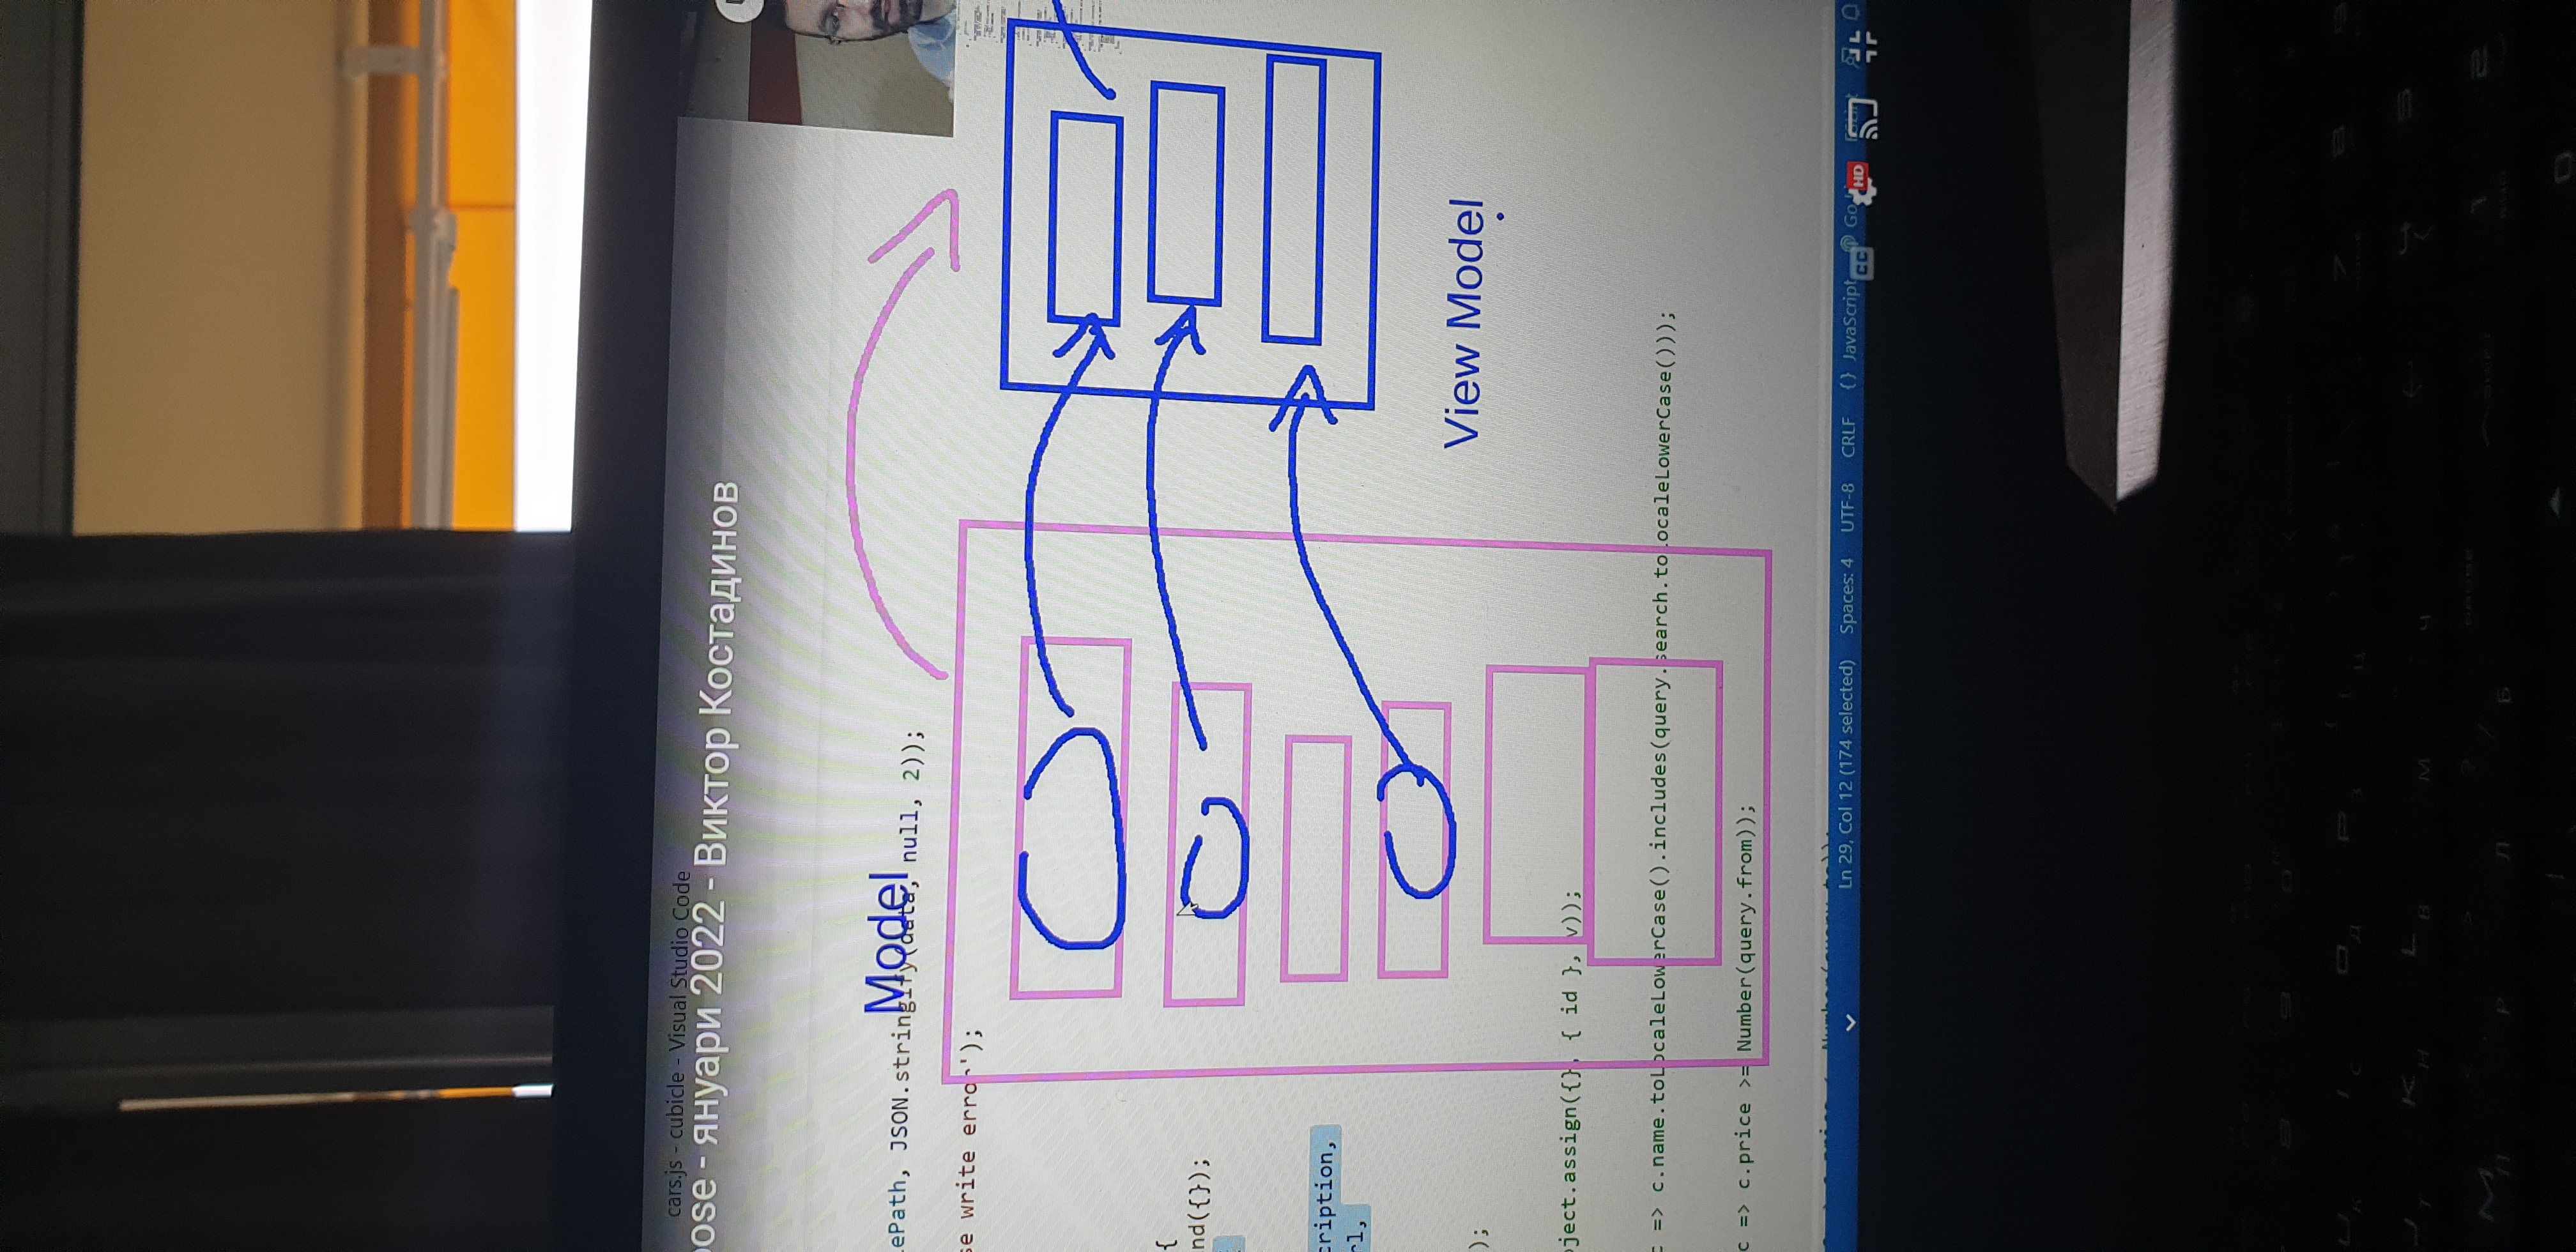 cars.js - cubicle - Visual Studio Code
ose - януари 2022 - Виктор Костадинов
Model
ePath, JSON.stringify(data, null, 2));
se write error');
{
nd({});
cription,
rl,
);
ject.assign({}, { id }, v));
c => c.name.toLocaleLowerCase().includes(query.search.toLocaleLowerCase()));
c => c.price >= Number(query.from));
View Model
Ln 29, Col 12 (174 selected) Spaces: 4 UTF-8 CRLF {} JavaScript Go
CC HD